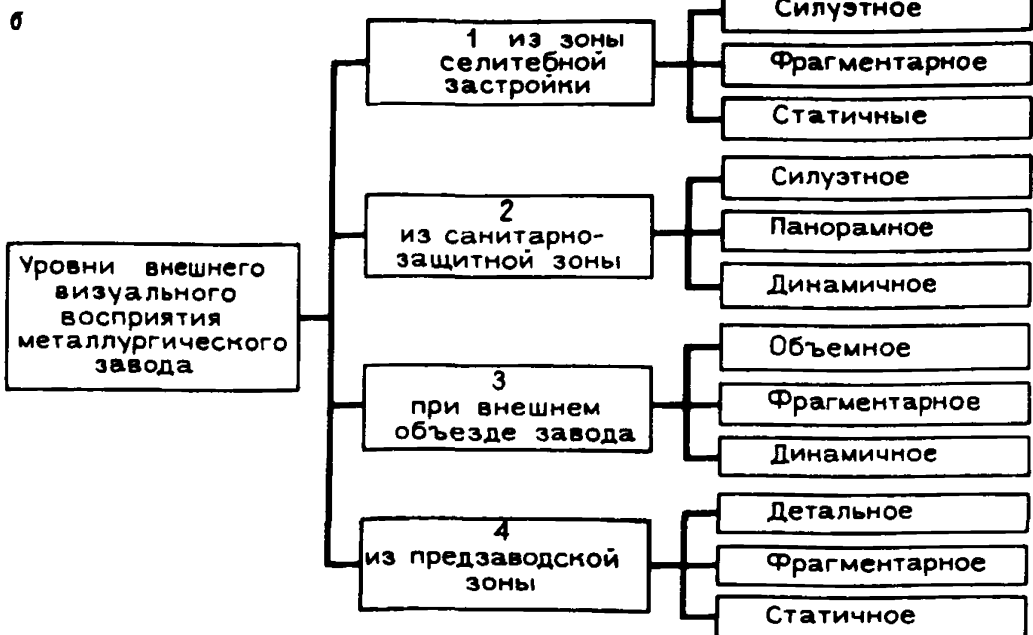 б
Уровни внешнего
визуального
восприятия
металлургического
завода
1 из зоны
селитебной
застройки
Силуэтное
Фрагментарное
Статичные
2
из санитарно-
защитной зоны
Силуэтное
Панорамное
Динамичное
3
при внешнем
объезде завода
Объемное
Фрагментарное
Динамичное
4
из предзаводской
зоны
Детальное
Фрагментарное
Статичное